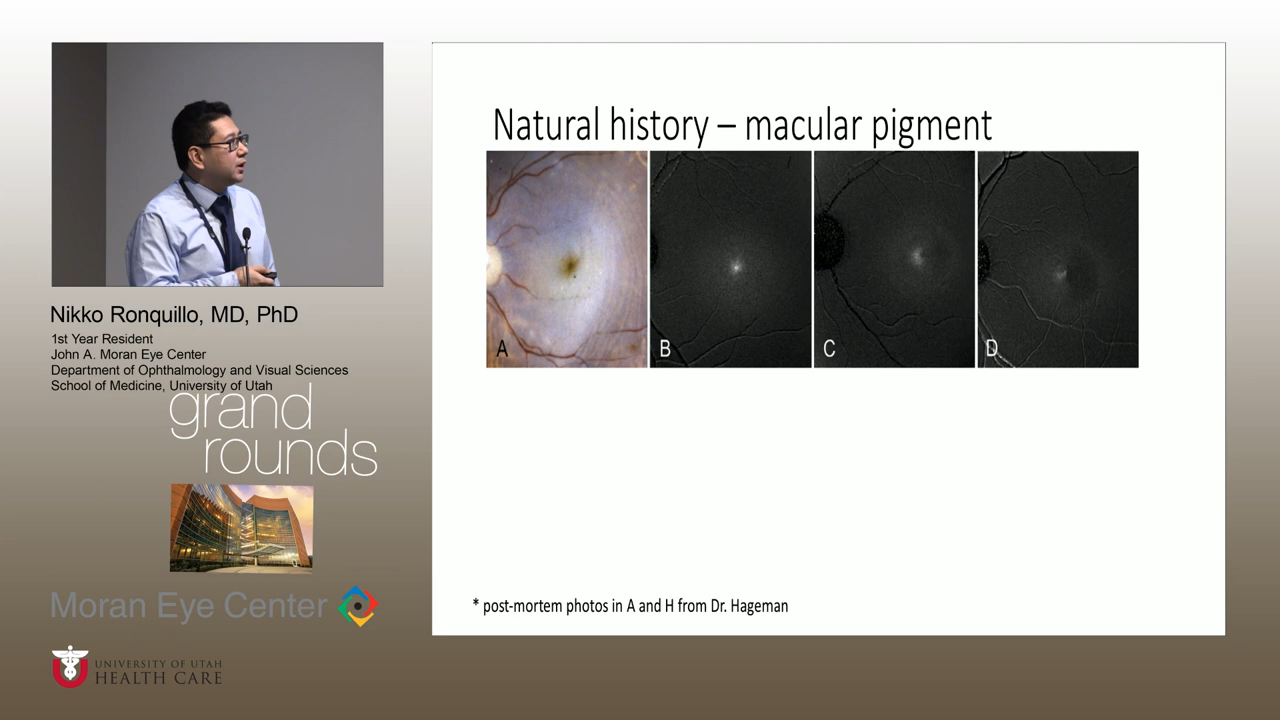 Natural history – macular pigment
A
B
C
D
* post-mortem photos in A and H from Dr. Hageman
Nikko Ronquillo, MD, PhD
1st Year Resident
John A. Moran Eye Center
Department of Ophthalmology and Visual Sciences
School of Medicine, University of Utah
grand
rounds
Moran Eye Center
U
UNIVERSITY OF UTAH
HEALTH CARE